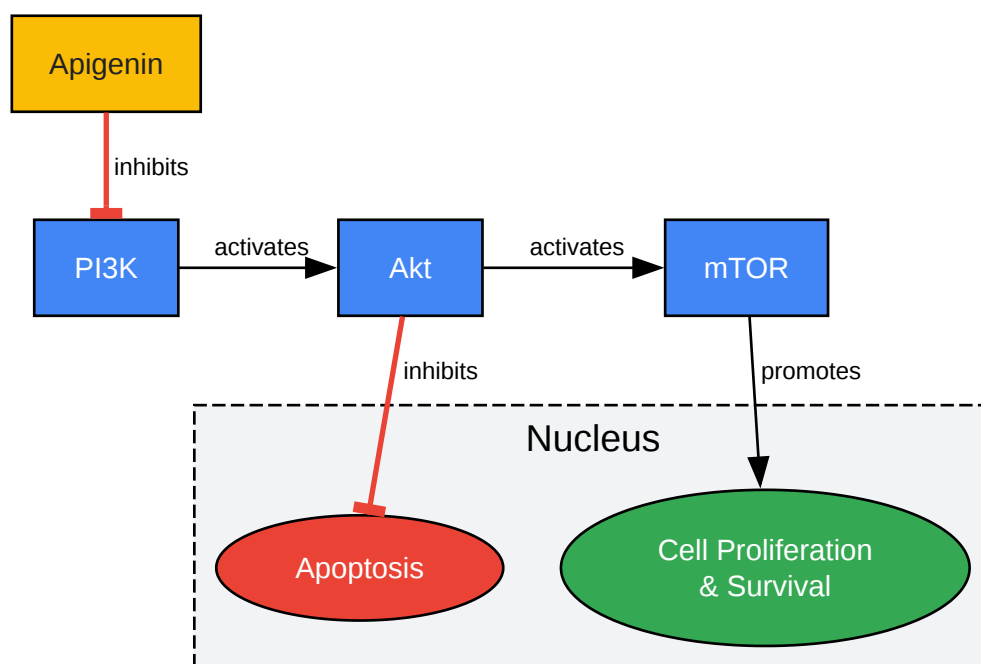 Apigenin
inhibits
PI3K
activates
Akt
activates
mTOR
inhibits
promotes
Nucleus
Apoptosis
Cell Proliferation
& Survival